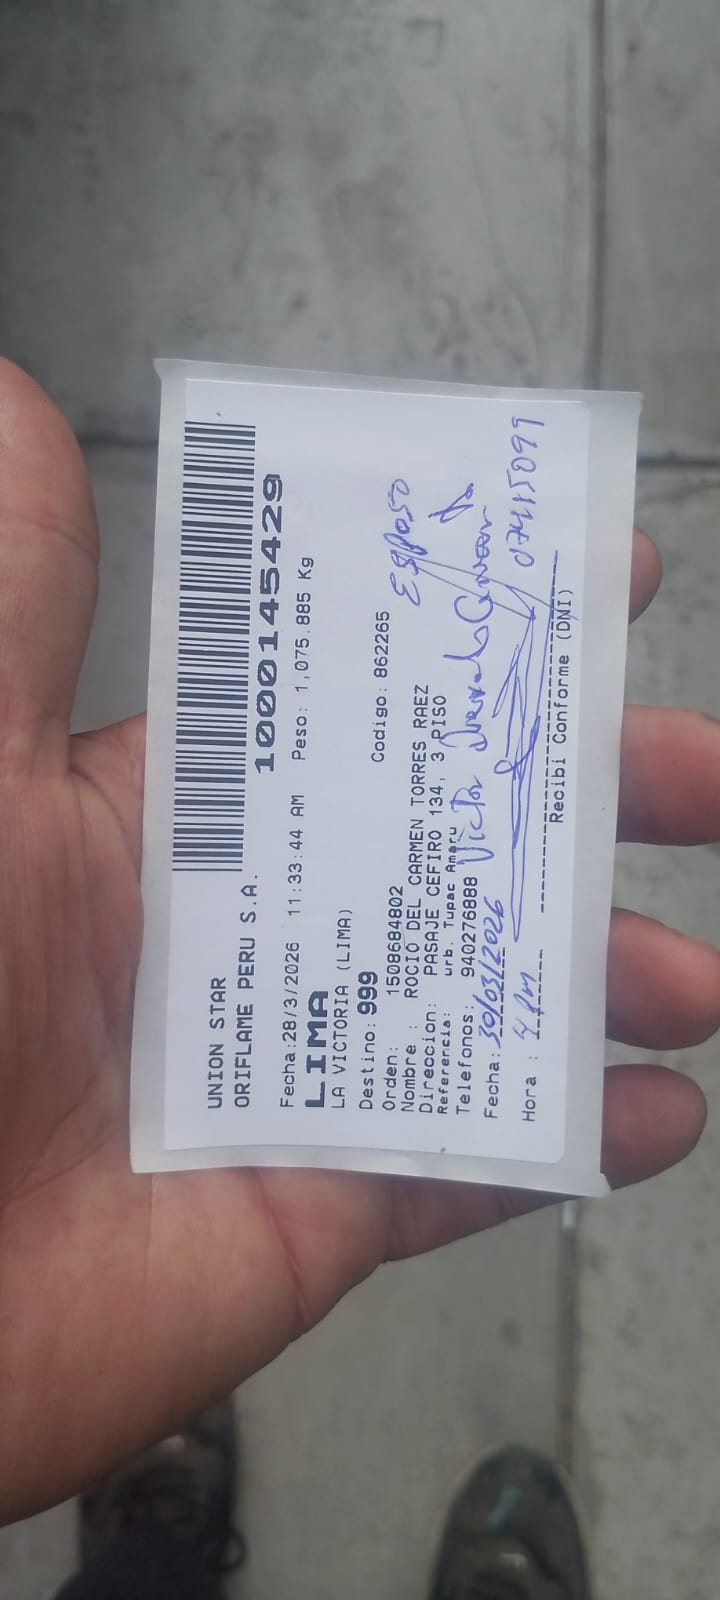 UNION STAR
ORIFLAME PERU S.A.
1000145429
Fecha:28/3/2026 11:33:44 AM Peso: 1,075.885 Kg
LIMA
LA VICTORIA (LIMA)
Destino: 999
Orden: 1508684802 Codigo: 862265
Nombre : ROCIO DEL CARMEN TORRES RAEZ
Direccion: PASAJE CEFIRO 134, 3 PISO
Referencia: urb. Tupac Amaru
Telefonos: 940276888
Esposo
Victor
Fecha: 30/03/2026
Hora : 4 pm 07415099
Recibi Conforme (DNI)